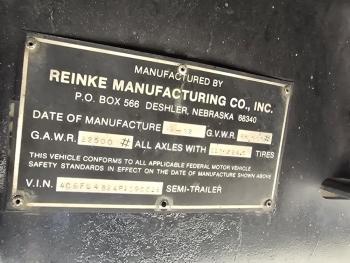 MANUFACTURED BY
REINKE MANUFACTURING CO., INC.
P.O. BOX 566 DESHLER, NEBRASKA 68340
DATE OF MANUFACTURE G.V.W.R.
G.A.W.R. 22500 # ALL AXLES WITH TIRES
THIS VEHICLE CONFORMS TO ALL APPLICABLE FEDERAL MOTOR VEHICLE
SAFETY STANDARDS IN EFFECT ON THE DATE OF MANUFACTURE SHOWN ABOVE
V.I.N. SEMI-TRAILER